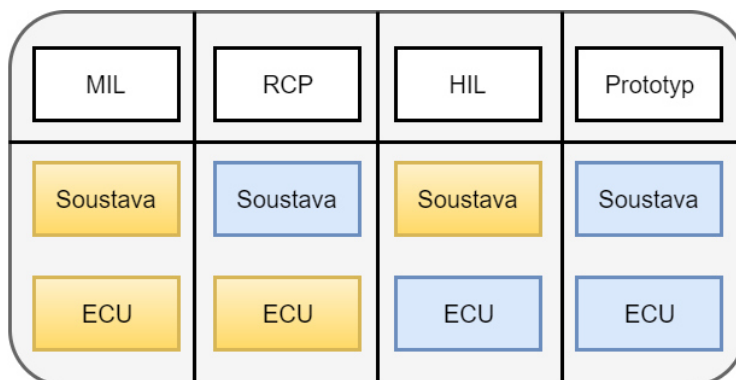 MIL
RCP
HIL
Prototyp
Soustava
Soustava
Soustava
Soustava
ECU
ECU
ECU
ECU